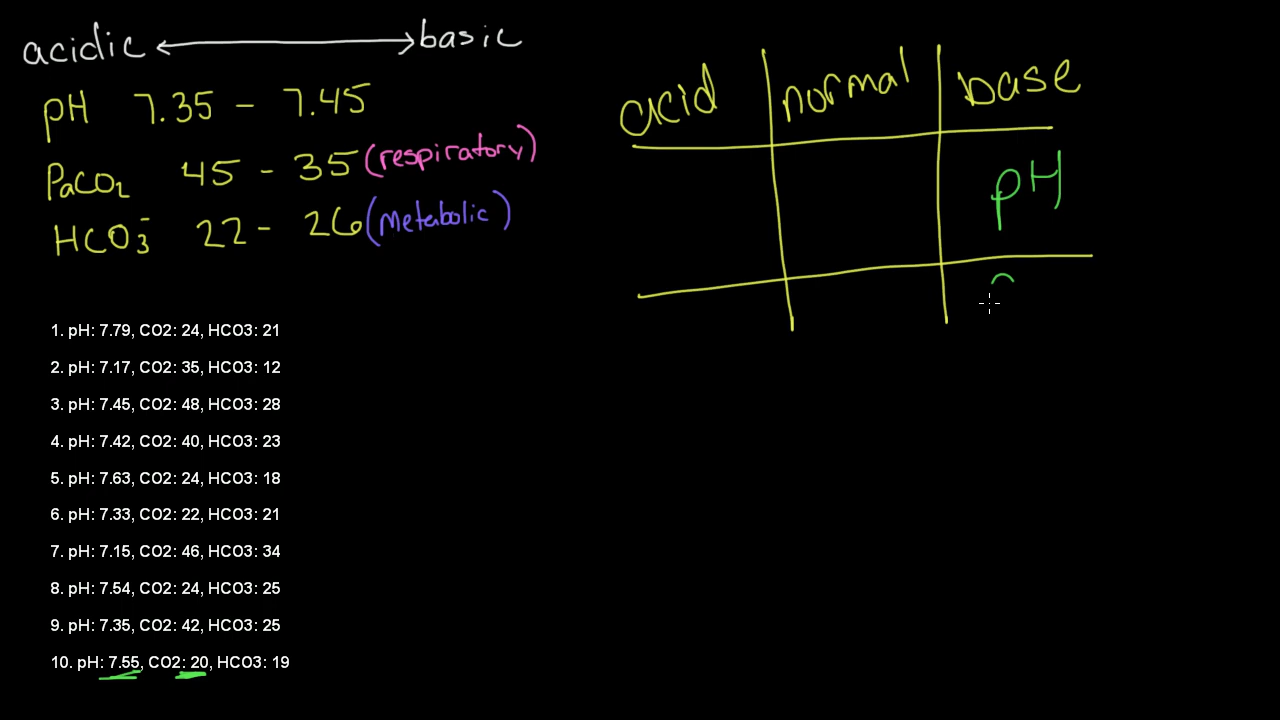 acidic basic
pH 7.35 - 7.45
PaCO2 45 - 35 (respiratory)
HCO3- 22 - 26 (metabolic)
acid normal base
pH
1. pH: 7.79, CO2: 24, HCO3: 21
2. pH: 7.17, CO2: 35, HCO3: 12
3. pH: 7.45, CO2: 48, HCO3: 28
4. pH: 7.42, CO2: 40, HCO3: 23
5. pH: 7.63, CO2: 24, HCO3: 18
6. pH: 7.33, CO2: 22, HCO3: 21
7. pH: 7.15, CO2: 46, HCO3: 34
8. pH: 7.54, CO2: 24, HCO3: 25
9. pH: 7.35, CO2: 42, HCO3: 25
10. pH: 7.55, CO2: 20, HCO3: 19